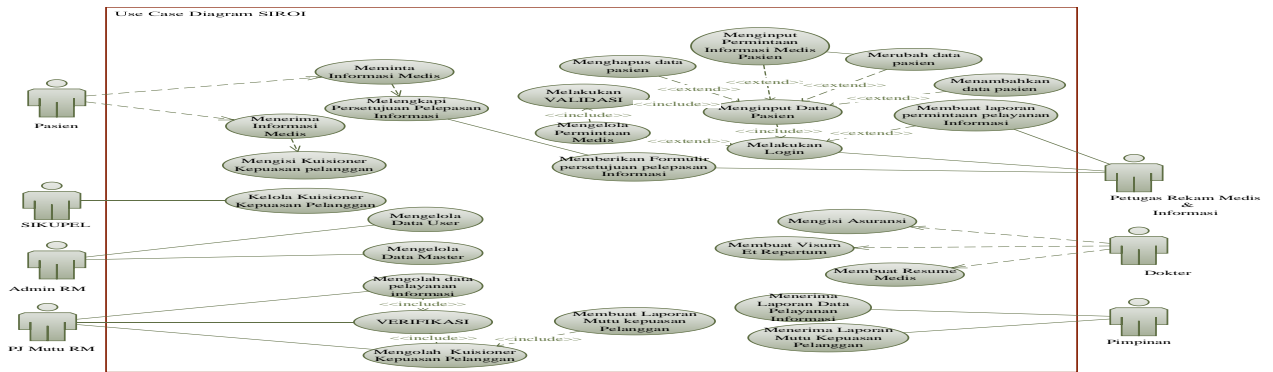 Use Case Diagram SIROI
Menginput
Permintaan
Informasi Medis
Pasien
Merubah data
pasien
Menghapus data
pasien
Meminta
Informasi Medis
Menambahkan
data pasien
<<extend>>
<<extend>>
<<extend>>
<<extend>>
Melakukan
VALIDASI
Melengkapi
Persetujuan Pelepasan
Informasi
<<include>>
Menginput Data
Pasien
Membuat laporan
permintaan pelayanan
Informasi
Pasien
Menerima
Informasi
Medis
<<include>>
Mengelola
Permintaan
Medis
<<include>>
<<extend>>
<<extend>>
Melakukan
Login
Mengisi Kuisioner
Kepuasan pelanggan
Memberikan Formulir
persetujuan pelepasan
Informasi
Petugas Rekam Medis
&
Informasi
Kelola Kuisioner
Kepuasan Pelanggan
SIKUPEL
Mengelola
Data User
Mengisi Asuransi
Mengelola
Data Master
Membuat Visum
Et Repertum
Membuat Resume
Medis
Dokter
Admin RM
Mengolah data
pelayanan
informasi
<<include>>
Menerima
Laporan Data
Pelayanan
Informasi
VERIFIKASI
Membuat Laporan
Mutu kepuasan
Pelanggan
<<include>>
<<include>>
Menerima Laporan
Mutu Kepuasan
Pelanggan
Pimpinan
PJ Mutu RM
Mengolah Kuisioner
Kepuasan Pelanggan